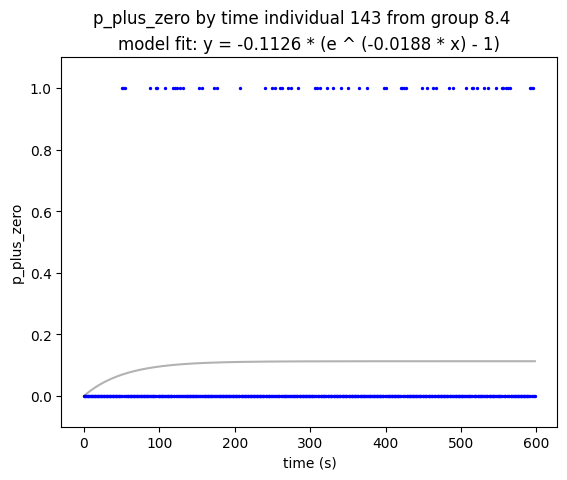 p_plus_zero by time individual 143 from group 8.4
model fit: y = -0.1126 * (e ^ (-0.0188 * x) - 1)
1.0
0.8
0.6
0.4
0.2
0.0
p_plus_zero
0 100 200 300 400 500 600
time (s)